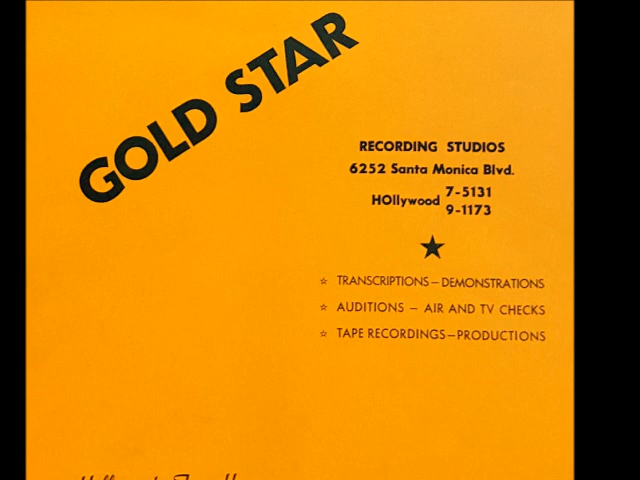 GOLD STAR
RECORDING STUDIOS
6252 Santa Monica Blvd.
HOllywood 7-5131
9-1173
★
☆ TRANSCRIPTIONS – DEMONSTRATIONS
☆ AUDITIONS – AIR AND TV CHECKS
☆ TAPE RECORDINGS – PRODUCTIONS